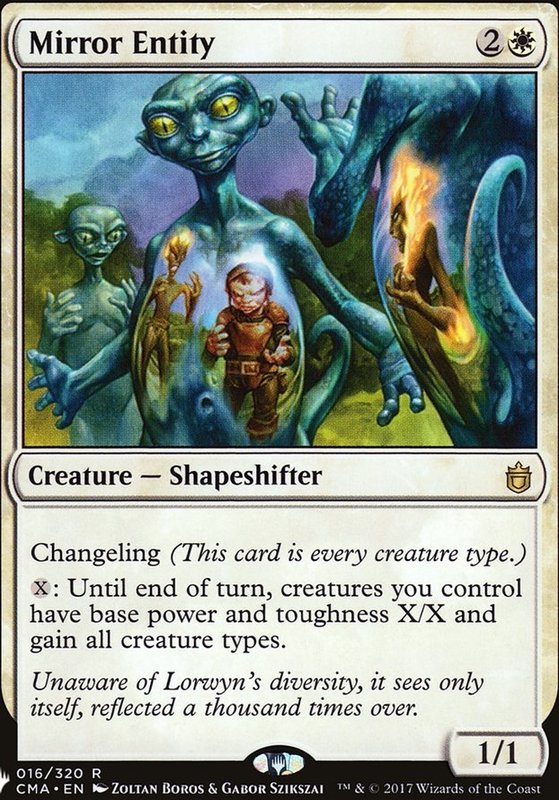 Mirror Entity 2
Creature — Shapeshifter
Changeling (This card is every creature type.)
X: Until end of turn, creatures you control
have base power and toughness X/X and
gain all creature types.
Unaware of Lorwyn's diversity, it sees only
itself, reflected a thousand times over.
1/1
016/320 R
CMA • EN ZOLTAN BOROS & GABOR SZIKSZAI ™ & © 2017 Wizards of the Coast